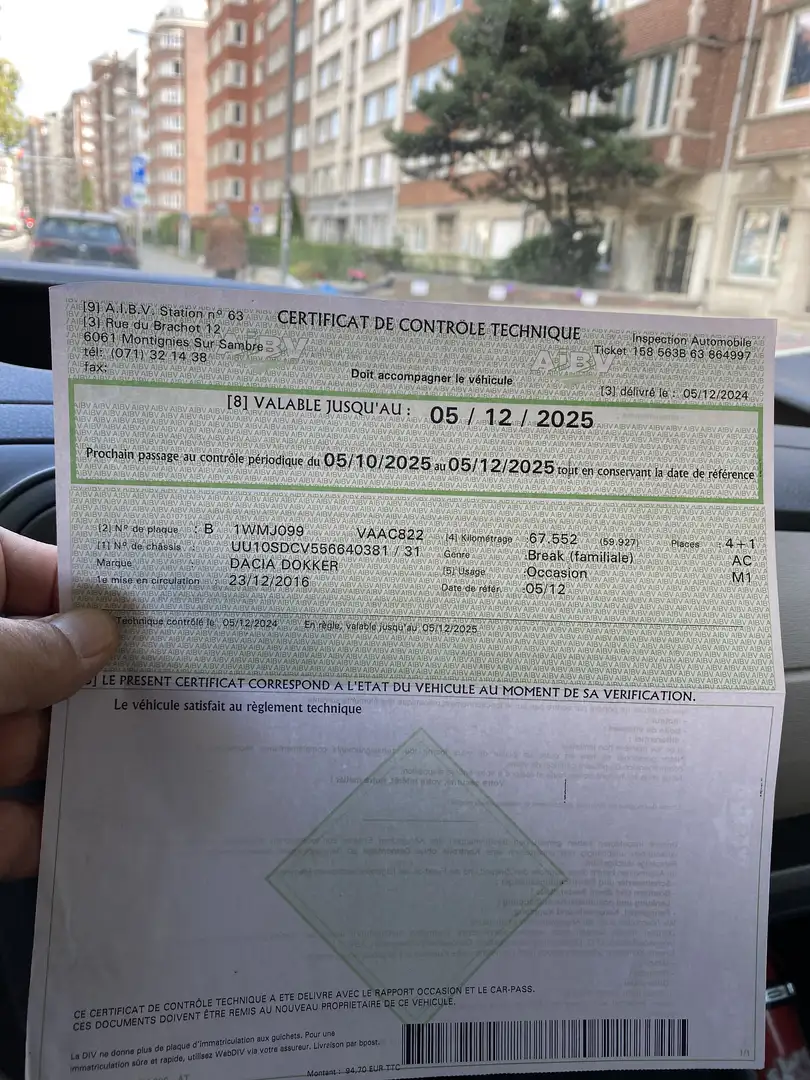 [9] A.I.B.V. Station n° 63
[3] Rue du Brachot 12
6061 Montignies Sur Sambre
tél: (071) 32 14 38
fax:
CERTIFICAT DE CONTRÔLE TECHNIQUE
AIBV
AIBV
Doit accompagner le véhicule
Inspection Automobile
Ticket 158 5638 63 864997
[3] délivré le : 05/12/2024
[8] VALABLE JUSQU'AU : 05 / 12 / 2025
Prochain passage au contrôle périodique du 05/10/2025 au 05/12/2025 tout en conservant la date de référence
[2] N° de plaque : B 1WMJ099 VAAC822
[1] N° de châssis : UU10SDCV556640381 / 31
Marque : DACIA DOKKER
1e mise en circulation : 23/12/2016
[4] Kilométrage : 67.552 (59.927) Places : 4+1
Genre : Break (familiale) AC
[5] Usage : Occasion M1
Date de référ. : 05/12
Technique contrôlé le 05/12/2024 En règle, valable jusqu'au 05/12/2025
] LE PRESENT CERTIFICAT CORRESPOND A L'ETAT DU VEHICULE AU MOMENT DE SA VERIFICATION.
Le véhicule satisfait au règlement technique
CE CERTIFICAT DE CONTRÔLE TECHNIQUE A ETE DELIVRE AVEC LE RAPPORT OCCASION ET LE CAR-PASS.
CES DOCUMENTS DOIVENT ÊTRE REMIS AU NOUVEAU PROPRIETAIRE DE CE VEHICULE.
La DIV ne donne plus de plaque d'immatriculation aux guichets. Pour une
immatriculation sûre et rapide, utilisez WebDIV via votre assureur. Livraison par bpost.
Montant : 94,70 EUR TTC
1/1